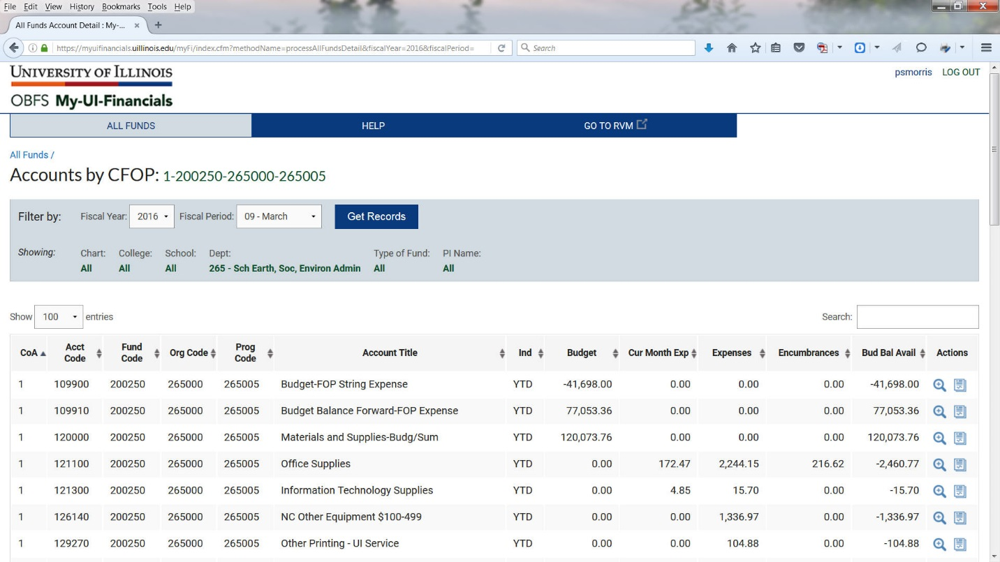 File Edit View History Bookmarks Tools Help
All Funds Account Detail : My-... × +
https://myuifinancials.uillinois.edu/myFi/index.cfm?methodName=processAllFundsDetail&fiscalYear=2016&fiscalPeriod= Search
UNIVERSITY OF ILLINOIS
psmorris LOG OUT
OBFS My-UI-Financials
ALL FUNDS HELP GO TO RVM
All Funds /
Accounts by CFOP: 1-200250-265000-265005
Filter by: Fiscal Year: 2016 Fiscal Period: 09 - March Get Records
Showing: Chart: College: School: Dept: Type of Fund: PI Name:
All All All 265 - Sch Earth, Soc, Environ Admin All All
Show 100 entries Search:
CoA Acct Code Fund Code Org Code Prog Code Account Title Ind Budget Cur Month Exp Expenses Encumbrances Bud Bal Avail Actions
1 109900 200250 265000 265005 Budget-FOP String Expense YTD -41,698.00 0.00 0.00 0.00 -41,698.00
1 109910 200250 265000 265005 Budget Balance Forward-FOP Expense YTD 77,053.36 0.00 0.00 0.00 77,053.36
1 120000 200250 265000 265005 Materials and Supplies-Budg/Sum YTD 120,073.76 0.00 0.00 0.00 120,073.76
1 121100 200250 265000 265005 Office Supplies YTD 0.00 172.47 2,244.15 216.62 -2,460.77
1 121300 200250 265000 265005 Information Technology Supplies YTD 0.00 4.85 15.70 0.00 -15.70
1 126140 200250 265000 265005 NC Other Equipment $100-499 YTD 0.00 0.00 1,336.97 0.00 -1,336.97
1 129270 200250 265000 265005 Other Printing - UI Service YTD 0.00 0.00 104.88 0.00 -104.88